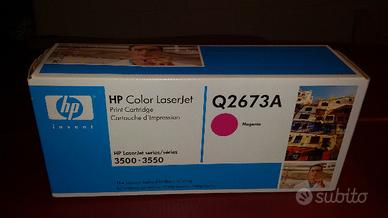 hp
invent
HP Color LaserJet
Print Cartridge
Cartouche d'impression
HP LaserJet series/séries
3500 · 3550
Q2673A
Magenta
subito